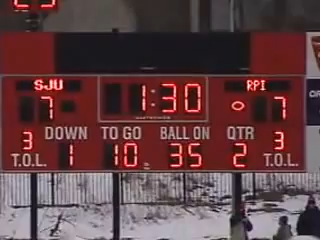 SJU 1:30 RPI
7 7
3 DOWN TO GO BALL ON QTR 3
T.O.L. 1 10 35 2 T.O.L.